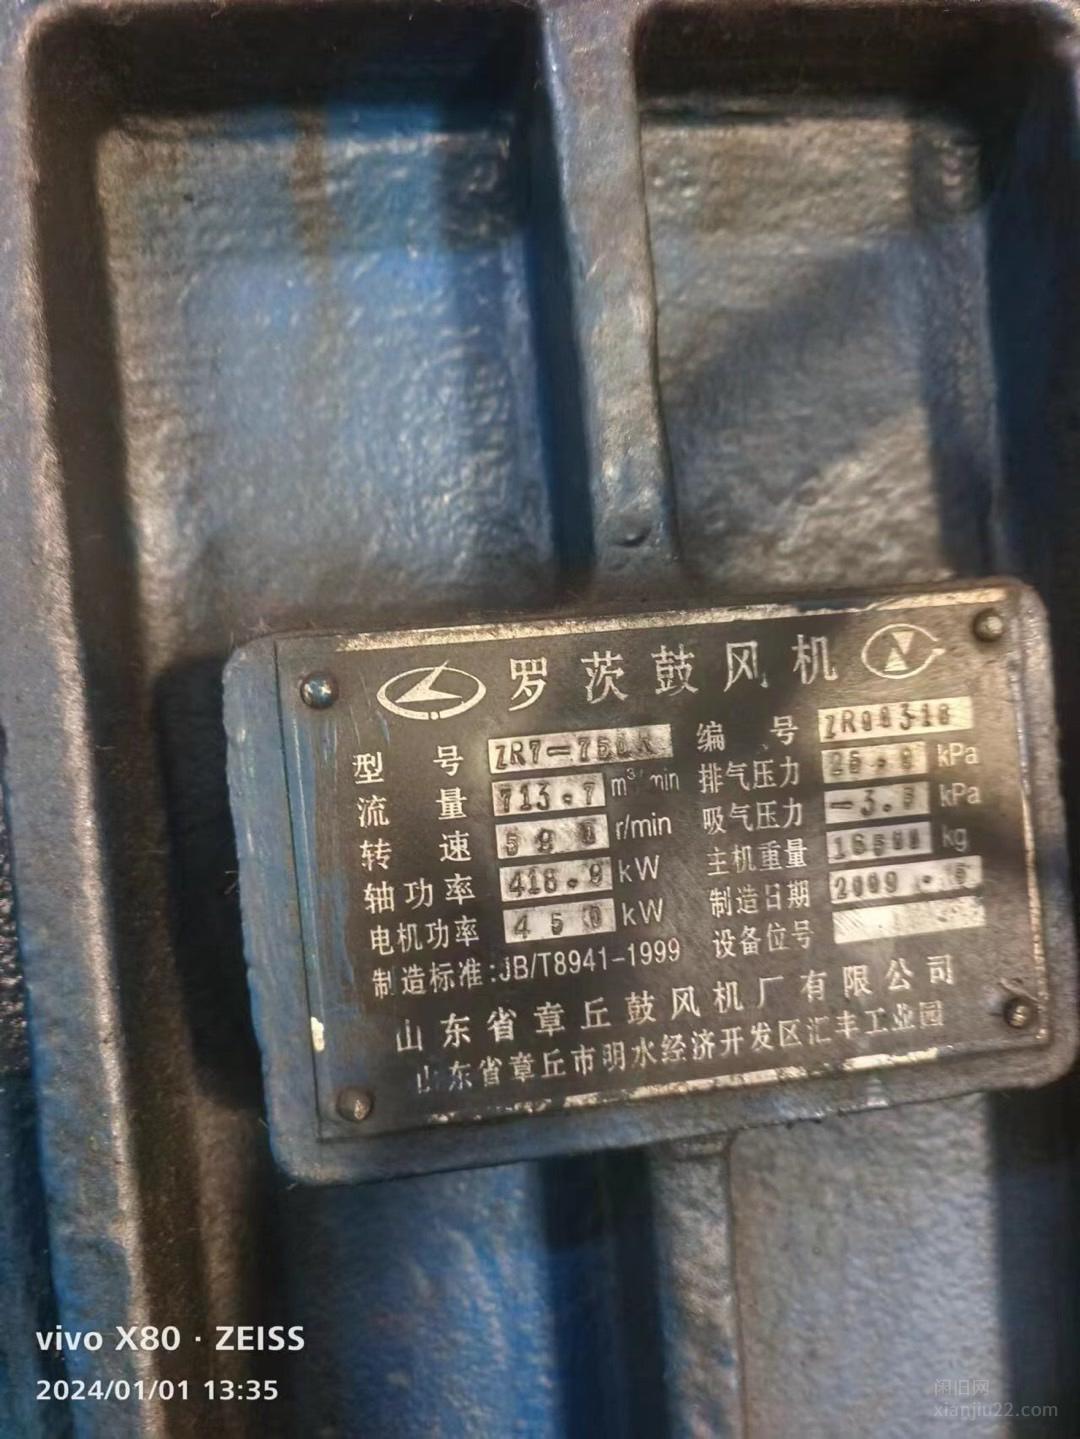 罗茨鼓风机
型号 ZR7-750 编号
流量 713.7 m³/min 排气压力 kPa
转速 r/min 吸气压力 kPa
轴功率 418.9 kW 主机重量 kg
电机功率 450 kW 制造日期 2009
制造标准:JB/T8941-1999 设备位号
山东省章丘鼓风机厂有限公司
山东省章丘市明水经济开发区汇丰工业园
vivo X80 · ZEISS
2024/01/01 13:35
闲旧网
xianjiu22.com